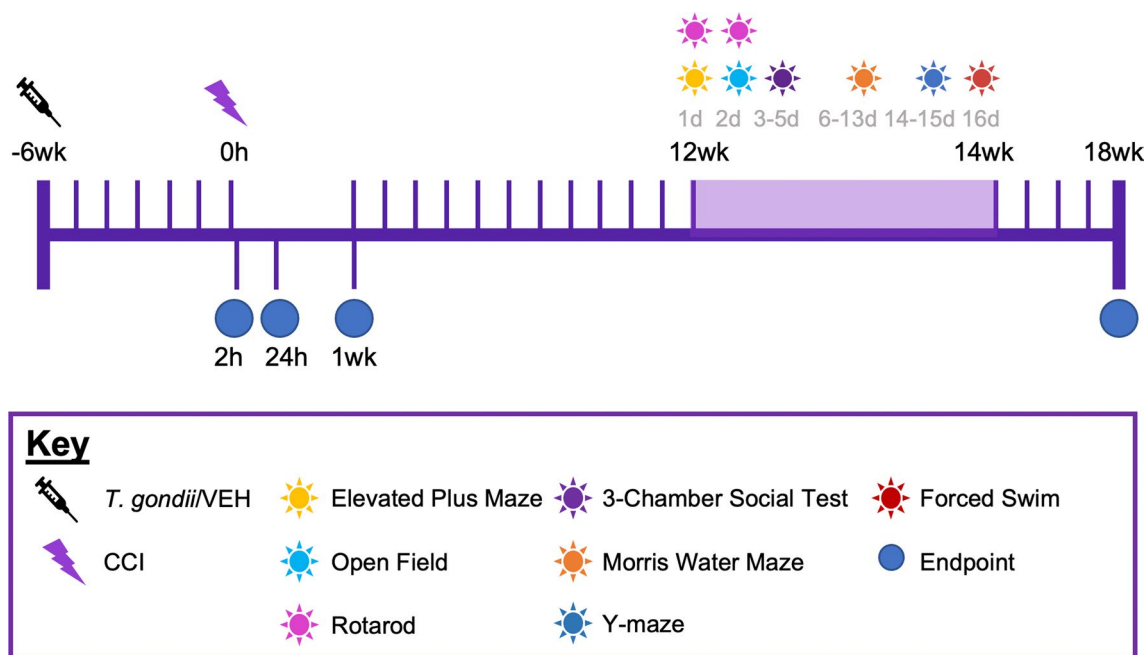 1d 2d 3-5d 6-13d 14-15d 16d
-6wk 0h 12wk 14wk 18wk
2h 24h 1wk
Key
T. gondii/VEH Elevated Plus Maze 3-Chamber Social Test Forced Swim
CCI Open Field Morris Water Maze Endpoint
Rotarod Y-maze